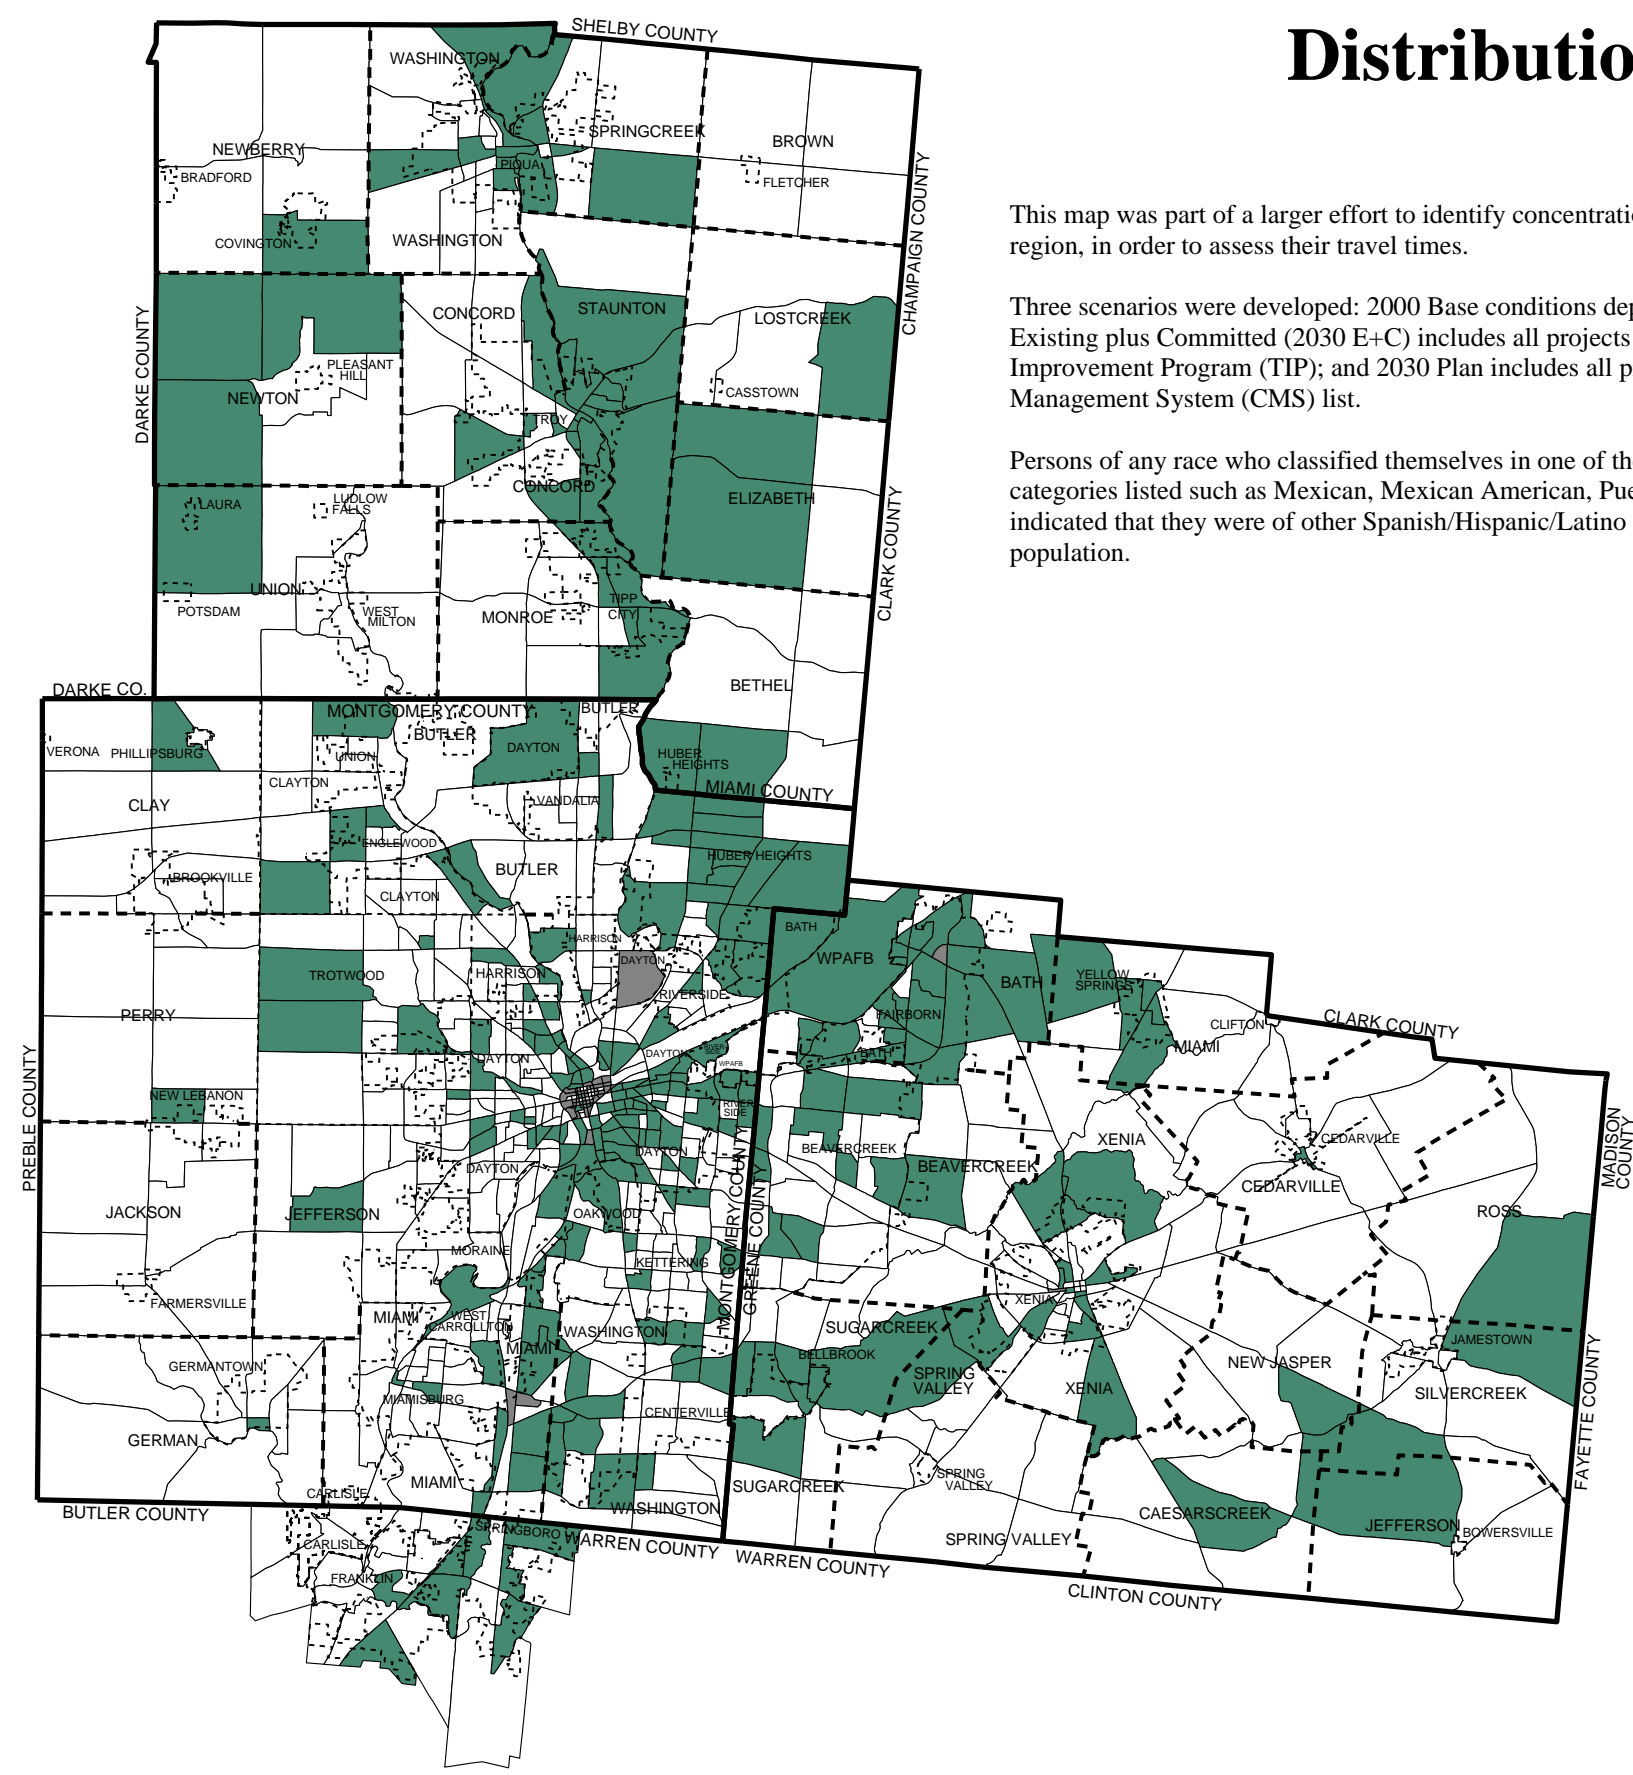 Distributio
SHELBY COUNTY
WASHINGTON
SPRINGCREEK
BROWN
NEWBERRY
PIQUA
BRADFORD
FLETCHER
CHAMPAIGN COUNTY
This map was part of a larger effort to identify concentrati
region, in order to assess their travel times.
COVINGTON
WASHINGTON
Three scenarios were developed: 2000 Base conditions dep
Existing plus Committed (2030 E+C) includes all projects
Improvement Program (TIP); and 2030 Plan includes all p
Management System (CMS) list.
CONCORD
STAUNTON
LOSTCREEK
DARKE COUNTY
PLEASANT
HILL
NEWTON
CASSTOWN
TROY
Persons of any race who classified themselves in one of th
categories listed such as Mexican, Mexican American, Pue
indicated that they were of other Spanish/Hispanic/Latino
population.
CONCORD
ELIZABETH
LAURA
LUDLOW
FALLS
CLARK COUNTY
UNION
TIPP
CITY
POTSDAM
WEST
MILTON
MONROE
BETHEL
DARKE CO.
MONTGOMERY COUNTY
BUTLER
BUTLER
VERONA
PHILLIPSBURG
UNION
DAYTON
HUBER
HEIGHTS
CLAYTON
MIAMI COUNTY
CLAY
VANDALIA
ENGLEWOOD
HUBER HEIGHTS
BUTLER
BROOKVILLE
CLAYTON
BATH
HARRISON
DAYTON
WPAFB
TROTWOOD
HARRISON
BATH
YELLOW
SPRINGS
RIVERSIDE
PERRY
FAIRBORN
CLIFTON
CLARK COUNTY
MIAMI
DAYTON
DAYTON
RIVER-
SIDE
WPAFB
BATH
PREBLE COUNTY
NEW LEBANON
RIVER
SIDE
MADISON
COUNTY
XENIA
CEDARVILLE
DAYTON
DAYTON
BEAVERCREEK
BEAVERCREEK
CEDARVILLE
JACKSON
JEFFERSON
OAKWOOD
ROSS
MORAINE
KETTERING
MONTGOMERY COUNTY
GREENE COUNTY
FARMERSVILLE
XENIA
MIAMI
WEST
CARROLLTON
WASHINGTON
SUGARCREEK
JAMESTOWN
MIAMI
BELLBROOK
GERMANTOWN
SPRING
VALLEY
NEW JASPER
XENIA
SILVERCREEK
MIAMISBURG
CENTERVILLE
FAYETTE COUNTY
GERMAN
MIAMI
SUGARCREEK
SPRING
VALLEY
CARLISLE
WASHINGTON
CAESARSCREEK
BUTLER COUNTY
SPRINGBORO
WARREN COUNTY
WARREN COUNTY
SPRING VALLEY
JEFFERSON
BOWERSVILLE
CARLISLE
FRANKLIN
CLINTON COUNTY